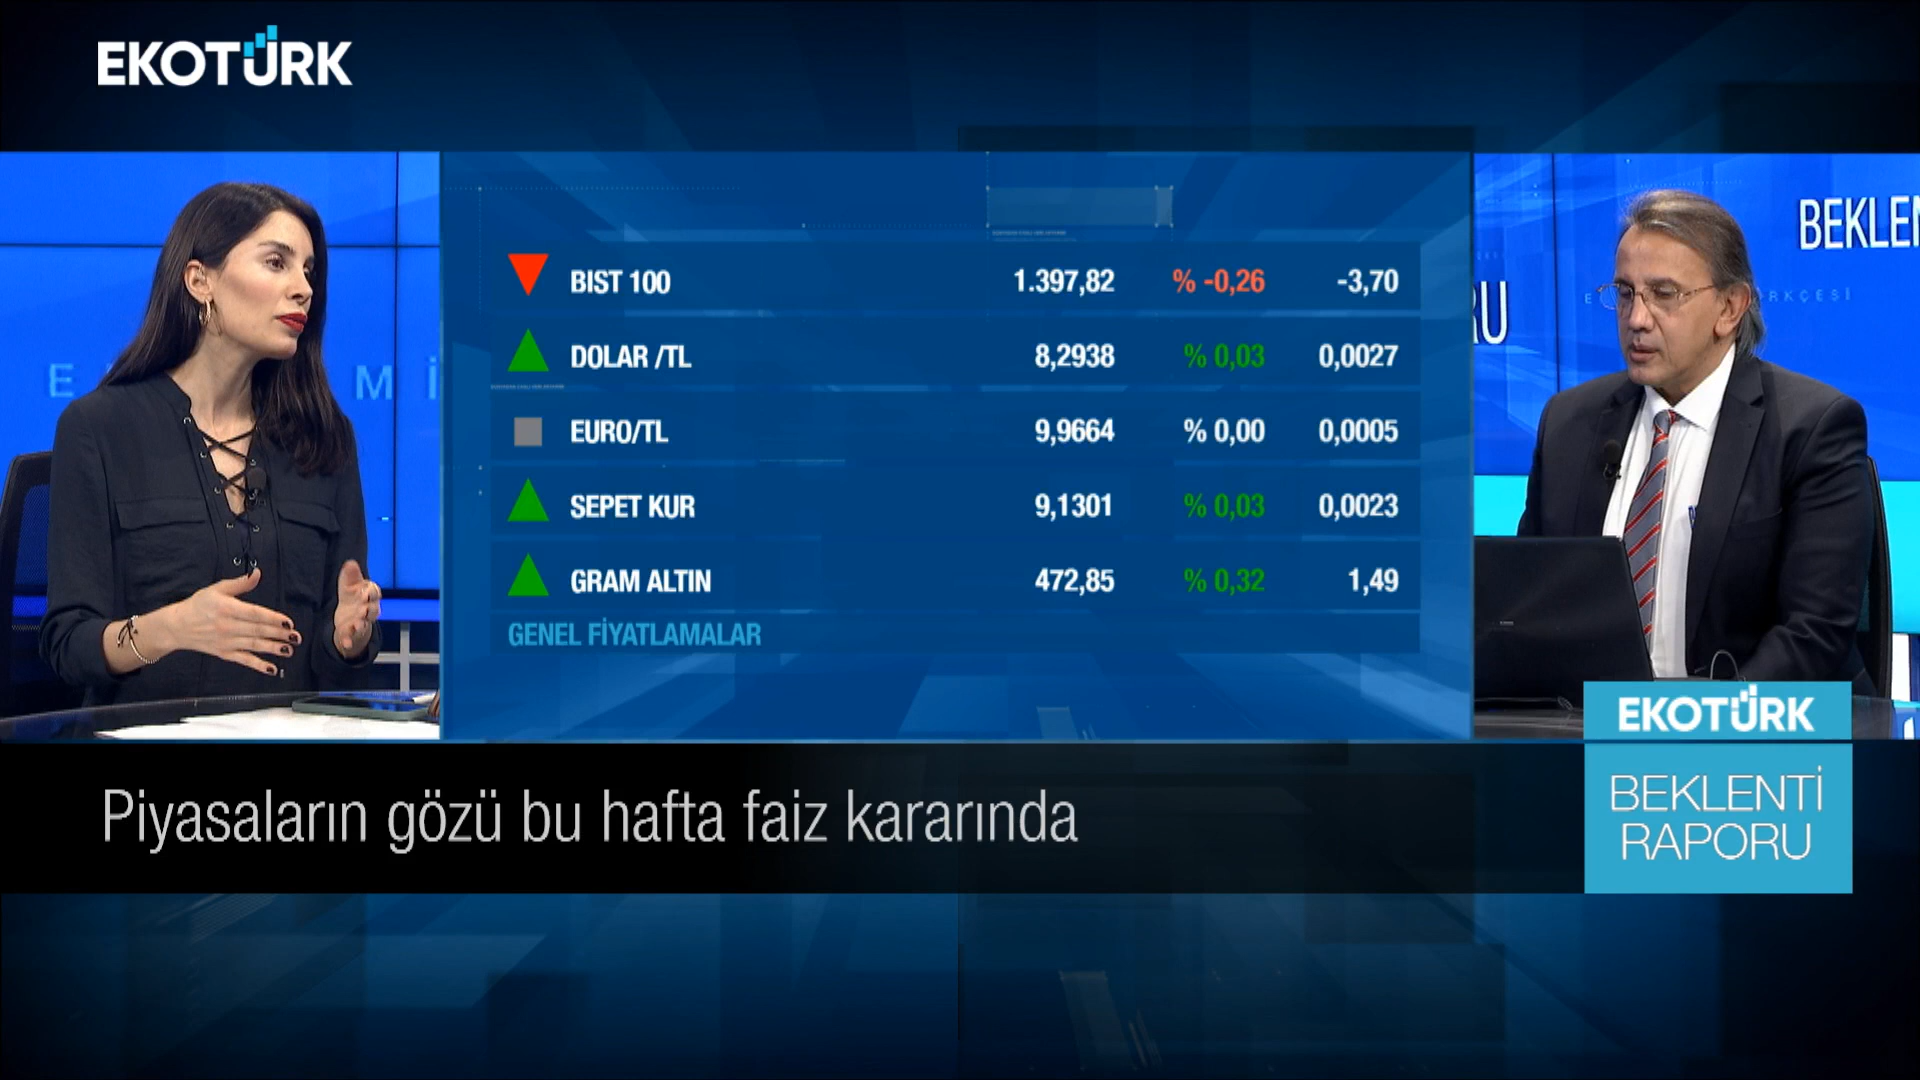 EKOTÜRK
BEKLEN
RU
BIST 100 1.397,82 % -0,26 -3,70
DOLAR /TL 8,2938 % 0,03 0,0027
EURO/TL 9,9664 % 0,00 0,0005
SEPET KUR 9,1301 % 0,03 0,0023
GRAM ALTIN 472,85 % 0,32 1,49
GENEL FİYATLAMALAR
EKOTÜRK
BEKLENTİ
RAPORU
Piyasaların gözü bu hafta faiz kararında